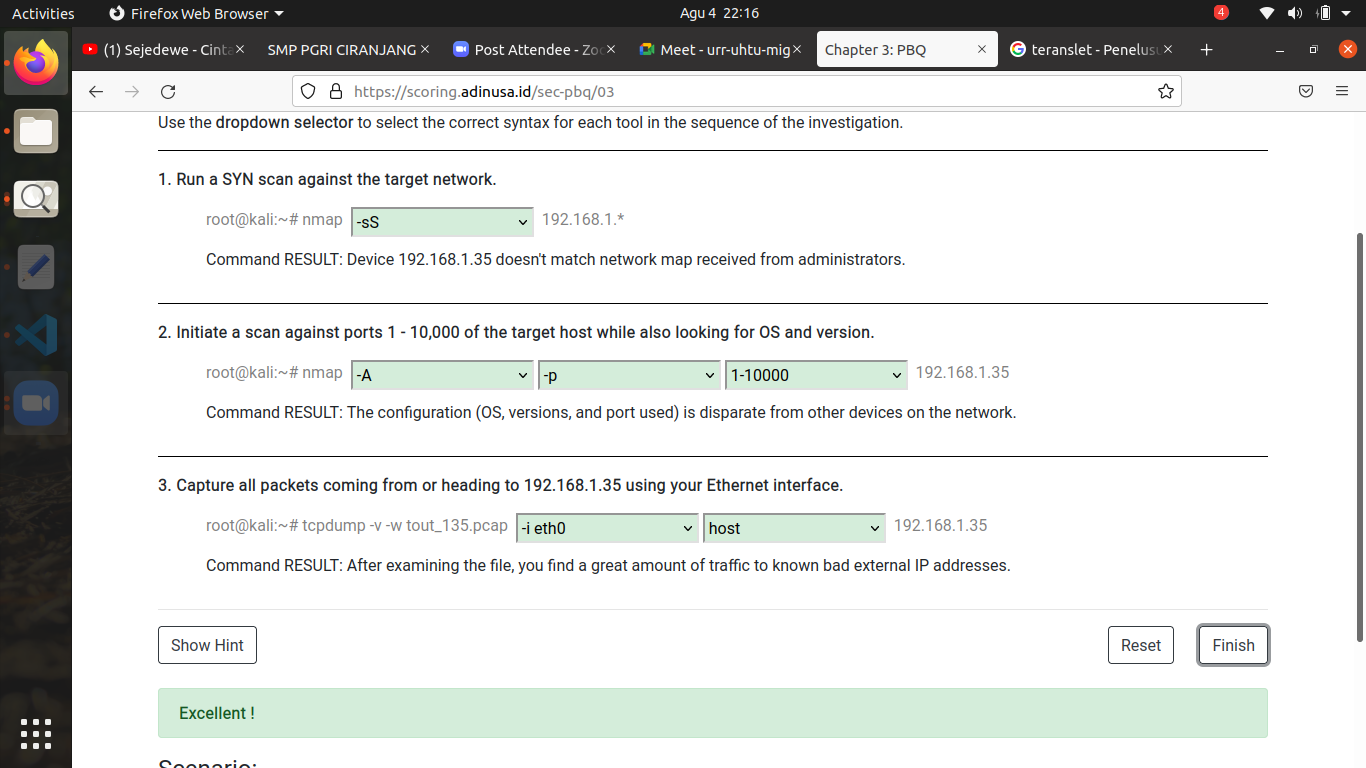 Activities
Firefox Web Browser
Agu 4 22:16
4
(1) Sejedewe - Cinta
SMP PGRI CIRANJANG
Post Attendee - Zoo
Meet - urr-uhtu-mig
Chapter 3: PBQ
teranslet - Penelusu
https://scoring.adinusa.id/sec-pbq/03
Use the dropdown selector to select the correct syntax for each tool in the sequence of the investigation.
1. Run a SYN scan against the target network.
root@kali:~# nmap -sS 192.168.1.*
Command RESULT: Device 192.168.1.35 doesn't match network map received from administrators.
2. Initiate a scan against ports 1 - 10,000 of the target host while also looking for OS and version.
root@kali:~# nmap -A -p 1-10000 192.168.1.35
Command RESULT: The configuration (OS, versions, and port used) is disparate from other devices on the network.
3. Capture all packets coming from or heading to 192.168.1.35 using your Ethernet interface.
root@kali:~# tcpdump -v -w tout_135.pcap -i eth0 host 192.168.1.35
Command RESULT: After examining the file, you find a great amount of traffic to known bad external IP addresses.
Show Hint
Reset
Finish
Excellent !
Scenario: